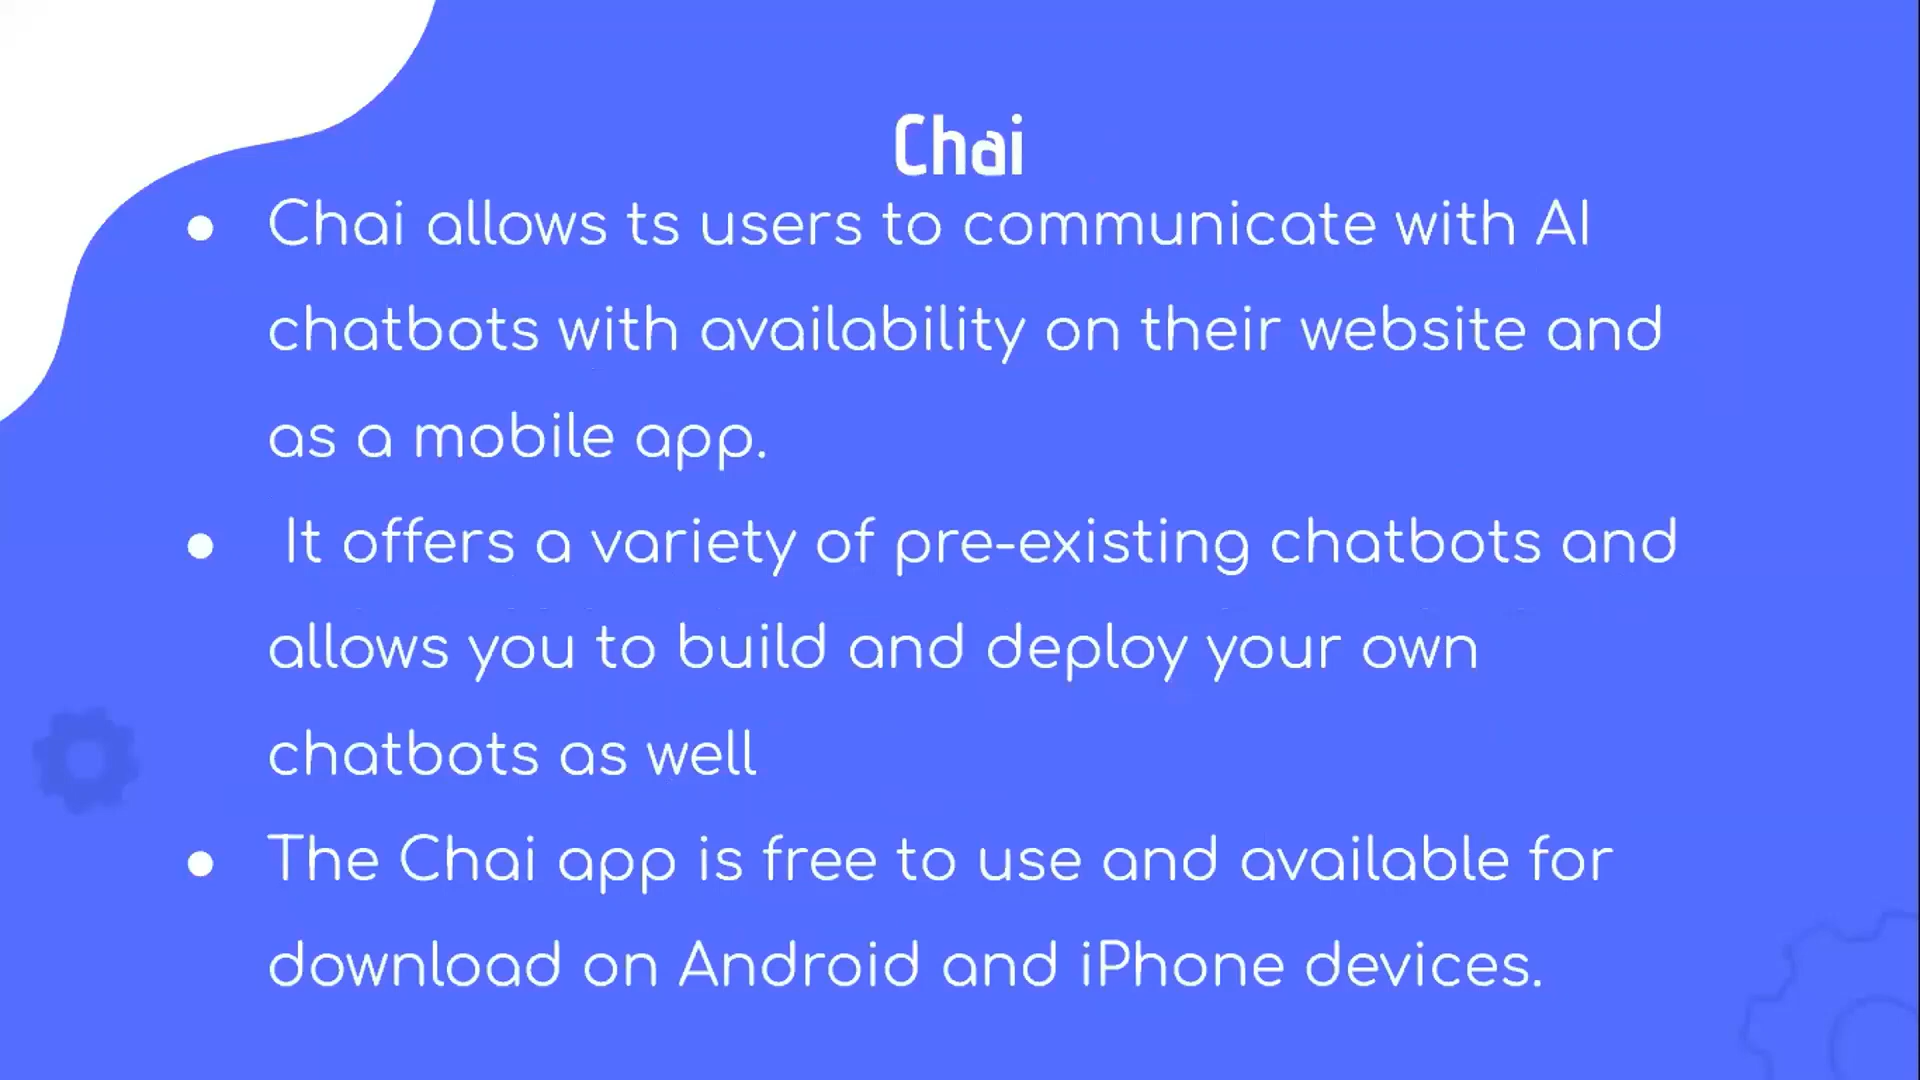 Chai
● Chai allows ts users to communicate with AI
chatbots with availability on their website and
as a mobile app.
● It offers a variety of pre-existing chatbots and
allows you to build and deploy your own
chatbots as well
● The Chai app is free to use and available for
download on Android and iPhone devices.